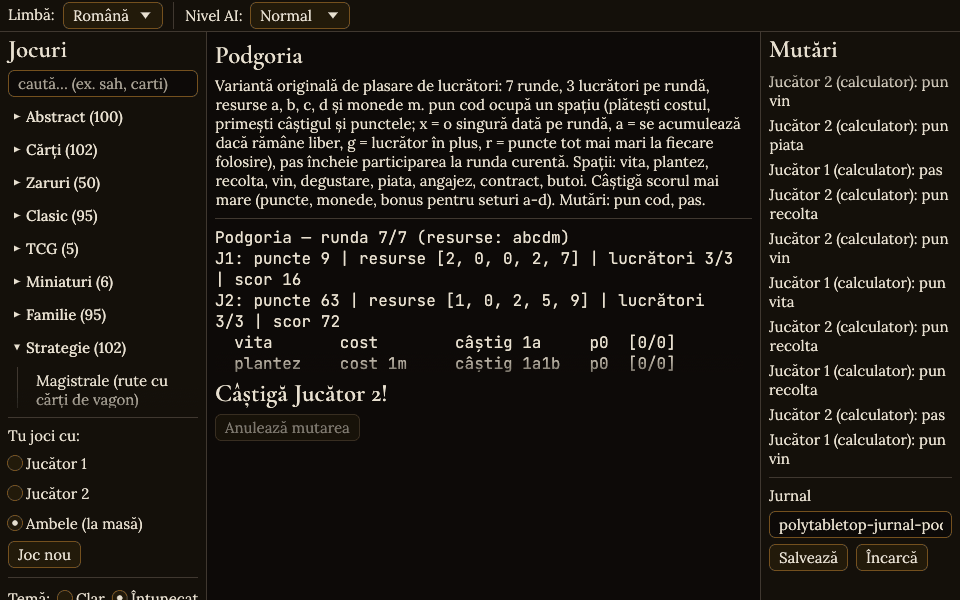 Limbă: Română ▼ Nivel AI: Normal ▼
Jocuri
caută... (ex. sah, carti)
▸ Abstract (100)
▸ Cărți (102)
▸ Zaruri (50)
▸ Clasic (95)
▸ TCG (5)
▸ Miniaturi (6)
▸ Familie (95)
▾ Strategie (102)
Magistrale (rute cu
cărți de vagon)
Tu joci cu:
Jucător 1
Jucător 2
Ambele (la masă)
Joc nou
Temă: Clar Întunecat
Podgoria
Variantă originală de plasare de lucrători: 7 runde, 3 lucrători pe rundă,
resurse a, b, c, d și monede m. pun cod ocupă un spațiu (plătești costul,
primești câștigul și punctele; x = o singură dată pe rundă, a = se acumulează
dacă rămâne liber, g = lucrător în plus, r = puncte tot mai mari la fiecare
folosire), pas încheie participarea la runda curentă. Spații: vita, plantez,
recolta, vin, degustare, piata, angajez, contract, butoi. Câștigă scorul mai
mare (puncte, monede, bonus pentru seturi a-d). Mutări: pun cod, pas.
Podgoria — runda 7/7 (resurse: abcdm)
J1: puncte 9 | resurse [2, 0, 0, 2, 7] | lucrători 3/3
| scor 16
J2: puncte 63 | resurse [1, 0, 2, 5, 9] | lucrători
3/3 | scor 72
vita cost câștig 1a p0 [0/0]
plantez cost 1m câștig 1a1b p0 [0/0]
Câștigă Jucător 2!
Anulează mutarea
Mutări
Jucător 2 (calculator): pun
vin
Jucător 2 (calculator): pun
piata
Jucător 1 (calculator): pas
Jucător 2 (calculator): pun
recolta
Jucător 2 (calculator): pun
vin
Jucător 1 (calculator): pun
vita
Jucător 2 (calculator): pun
recolta
Jucător 1 (calculator): pun
recolta
Jucător 2 (calculator): pas
Jucător 1 (calculator): pun
vin
Jurnal
polytabletop-jurnal-po
Salvează Încarcă